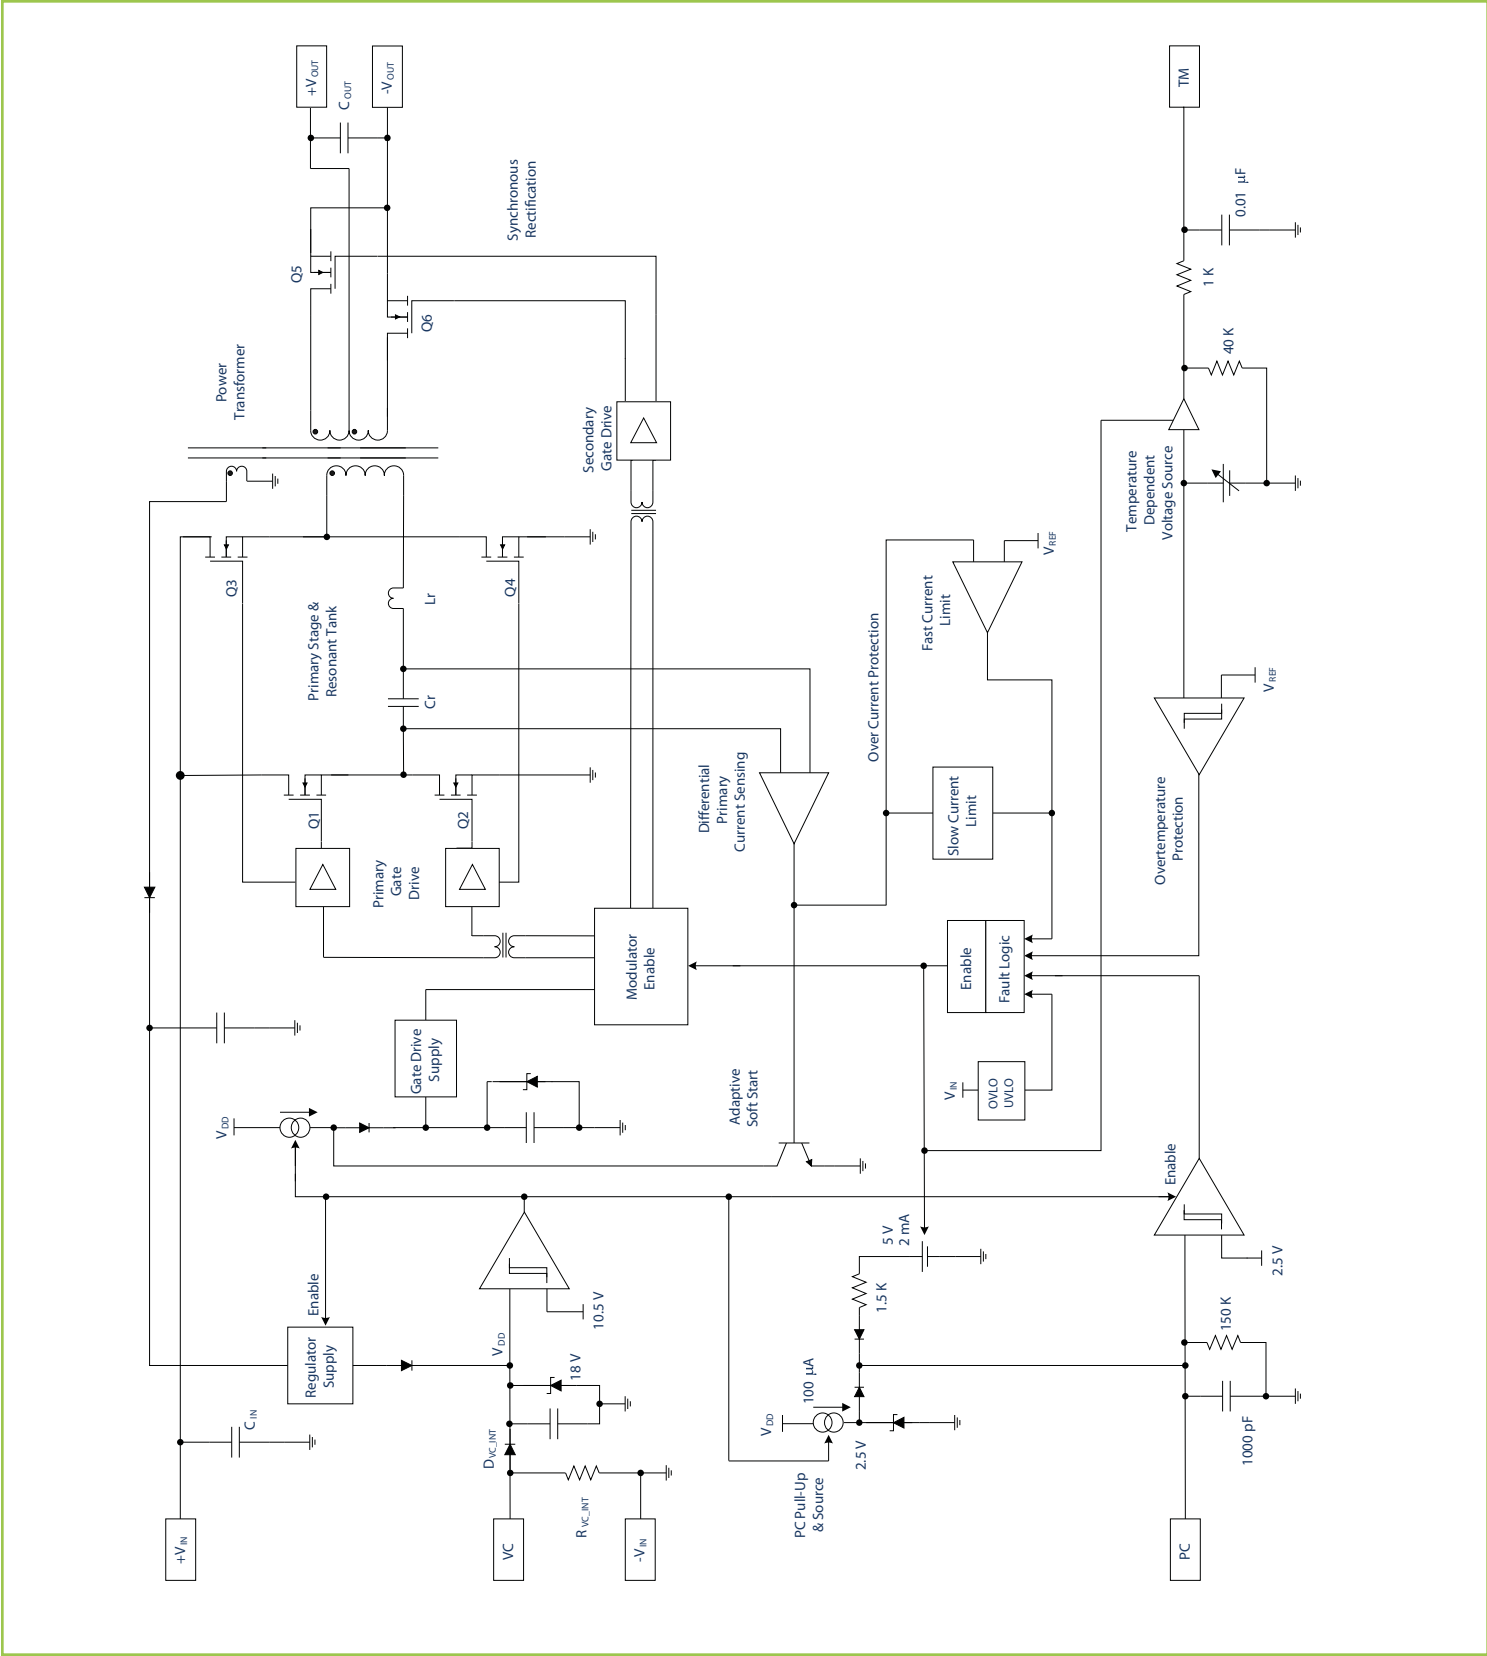 +VOUT
COUT
-VOUT
TM
Synchronous
Rectification
0.01 µF
Q5
Q6
1 K
Power
Transformer
40 K
Secondary
Gate Drive
Temperature
Dependent
Voltage Source
Q3
Primary Stage &
Resonant Tank
Lr
Q4
Cr
Over Current Protection
Fast Current
Limit
VREF
VREF
Q1
Q2
Primary
Gate
Drive
Differential
Primary
Current Sensing
Slow Current
Limit
Overtemperature
Protection
Modulator
Enable
Enable
Fault Logic
Gate Drive
Supply
VDD
Adaptive
Soft Start
VIN
OVLO
UVLO
Enable
5 V
2 mA
2.5 V
Enable
Regulator
Supply
VDD
10.5 V
18 V
1.5 K
150 K
100 µA
VDD
2.5 V
1000 pF
CIN
DVC_INT
RVC_INT
PC Pull-Up
& Source
+VIN
VC
-VIN
PC